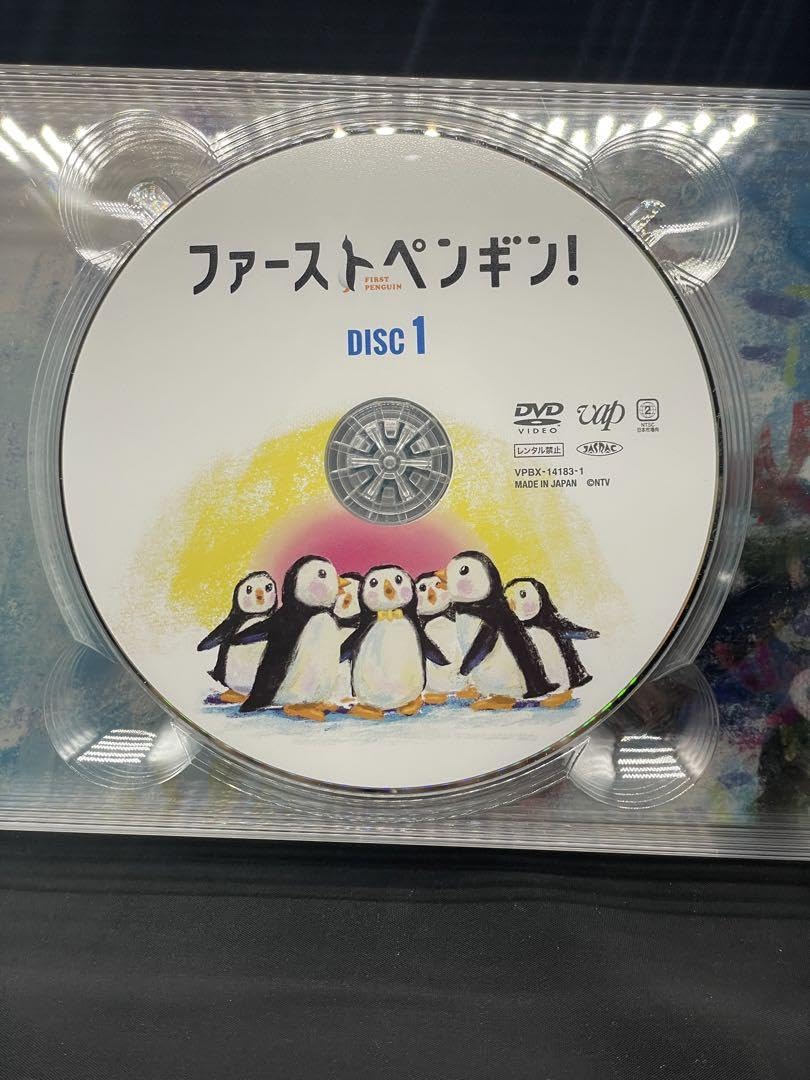 ファーストペンギン!
FIRST
PENGUIN
DISC 1
DVD
VIDEO
vap
2
NTSC
日本市場向
レンタル禁止
JASRAC
VPBX-14183-1
MADE IN JAPAN ©NTV